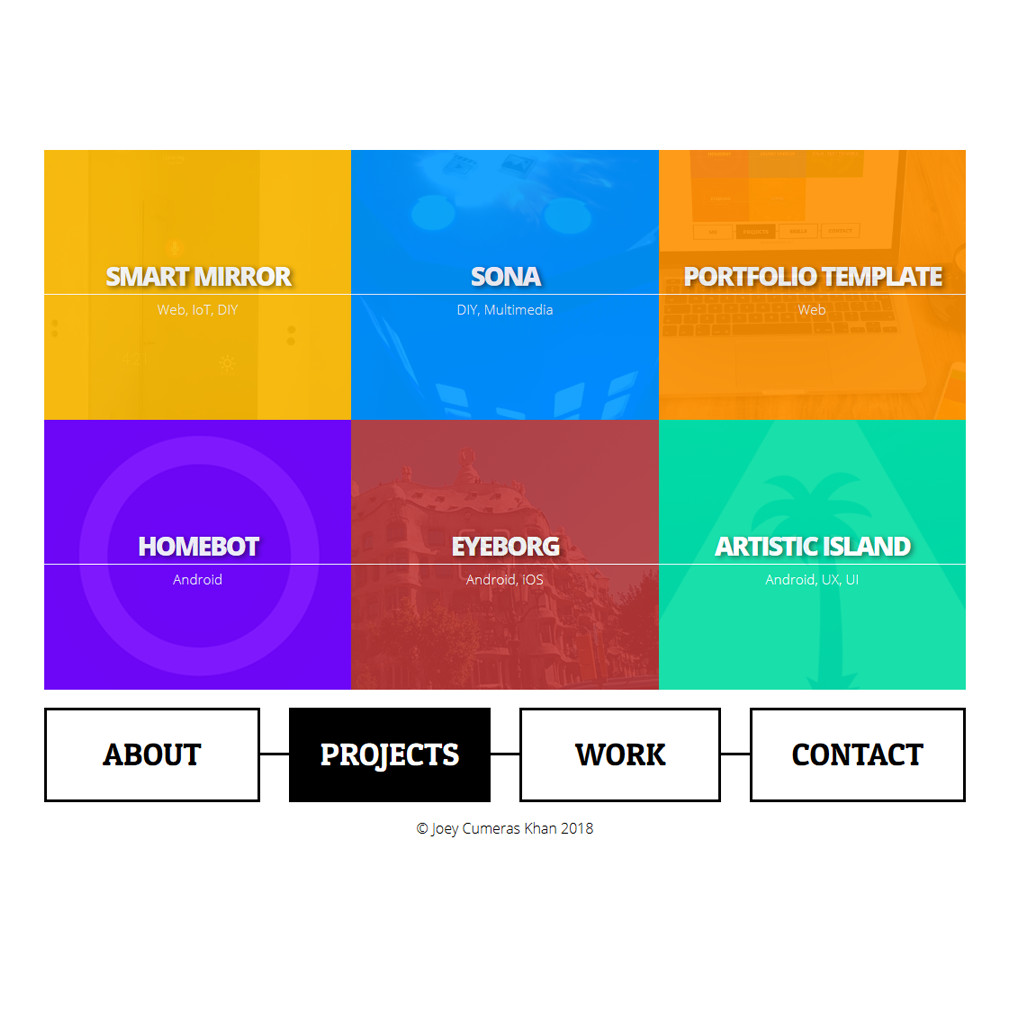 SMART MIRROR
Web, IoT, DIY
SONA
DIY, Multimedia
PORTFOLIO TEMPLATE
Web
HOMEBOT
Android
EYEBORG
Android, iOS
ARTISTIC ISLAND
Android, UX, UI
ABOUT
PROJECTS
WORK
CONTACT
© Joey Cumeras Khan 2018